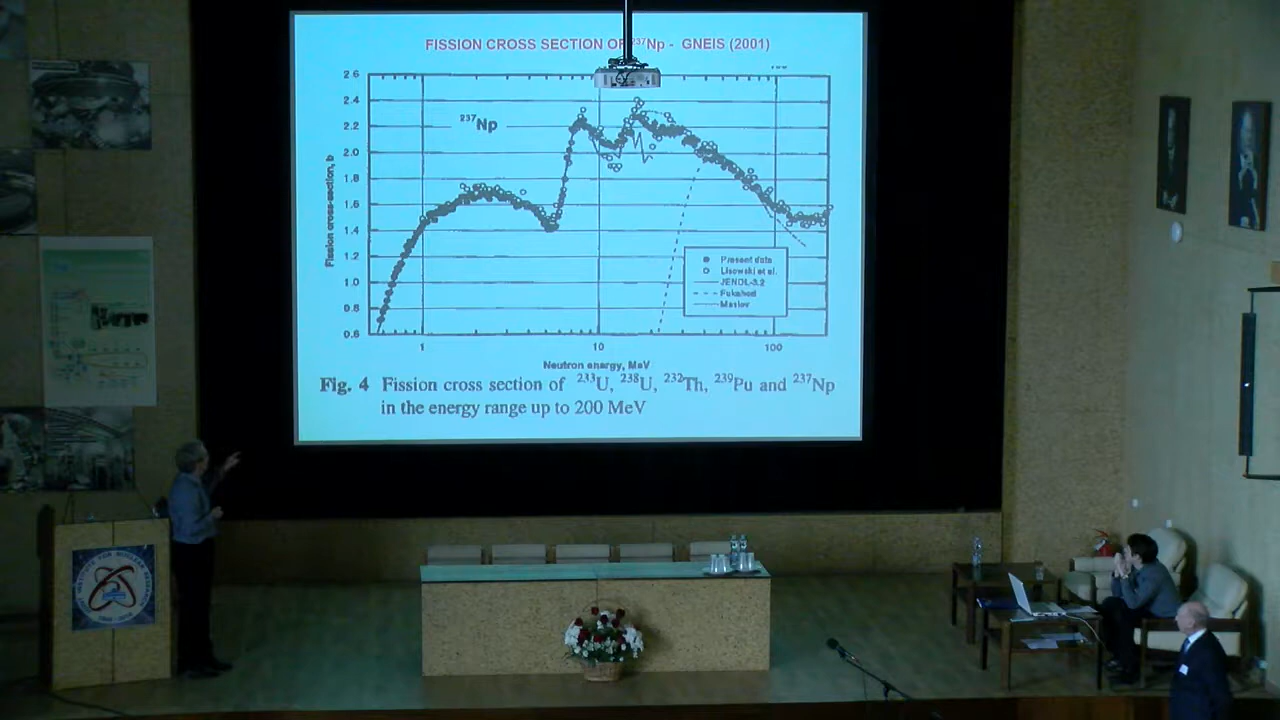 FISSION CROSS SECTION OF ²³⁷Np - GNEIS (2001)
2.6
2.4
2.2
2.0
1.8
1.6
1.4
1.2
1.0
0.8
0.6
Fission cross-section, b
²³⁷Np
Present data
Lisowski et al.
JENDL-3.2
Fukahori
Maslov
1 10 100
Neutron energy, MeV
Fig. 4 Fission cross section of ²³³U, ²³⁸U, ²³²Th, ²³⁹Pu and ²³⁷Np
in the energy range up to 200 MeV